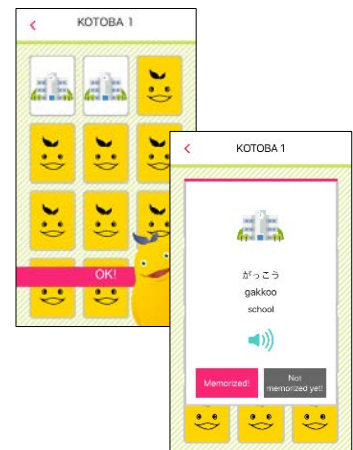 KOTOBA 1
OK!
KOTOBA 1
がっこう
gakkoo
school
Memorized!
Not
memorized yet!